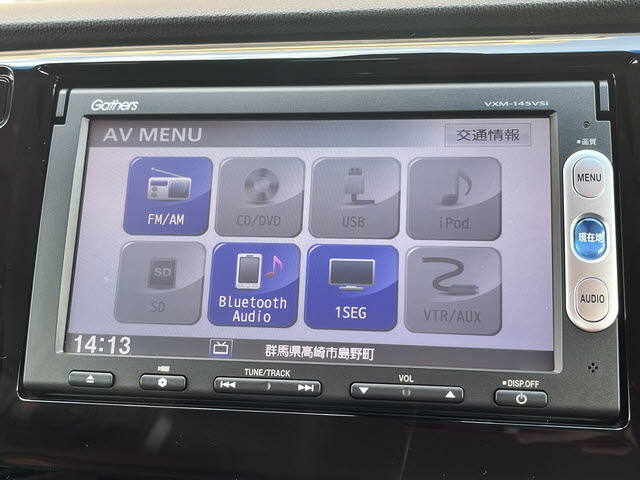 Gathers
VXM-145VSi
AV MENU
交通情報
■画質
MENU
FM/AM
CD/DVD
USB
iPod
現在地
SD
SD
Bluetooth
Audio
1SEG
VTR/AUX
AUDIO
14:13
群馬県高崎市島野町
TUNE/TRACK
VOL
■DISP.OFF